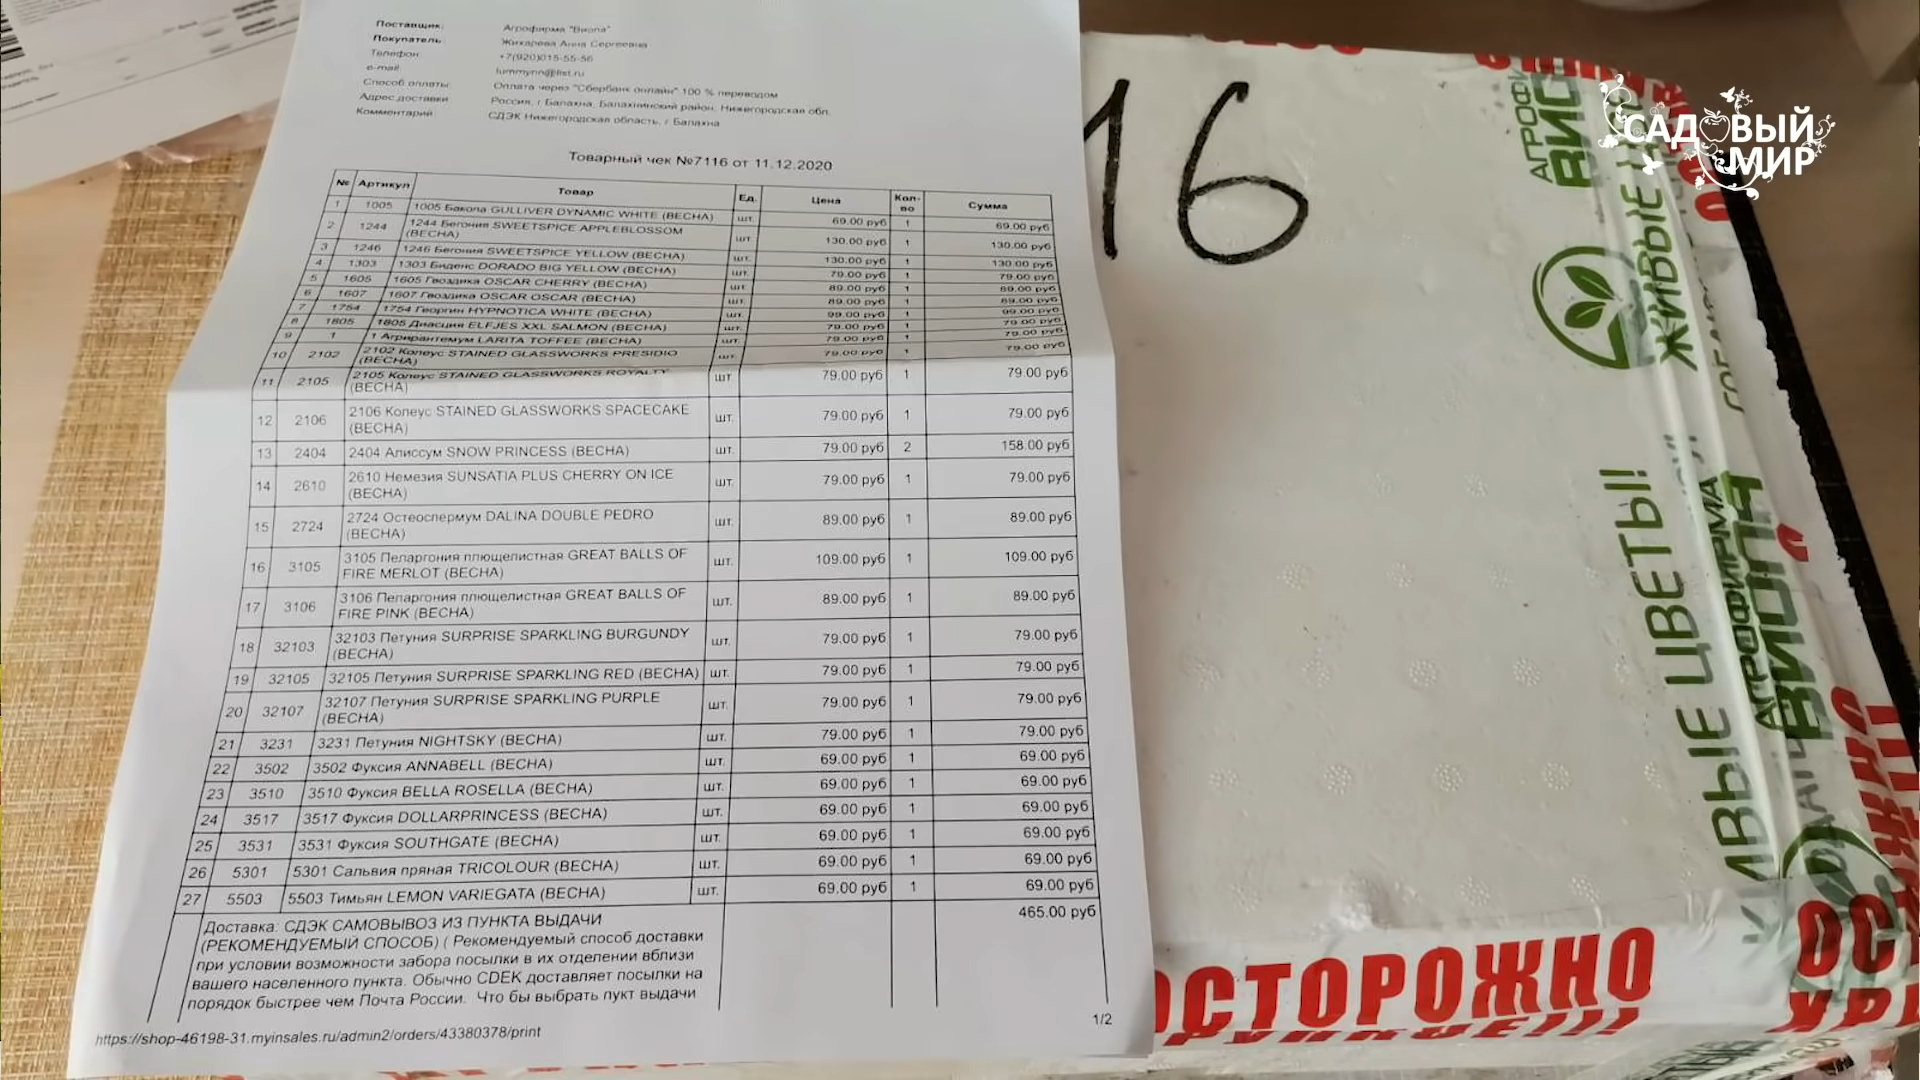 Поставщик: Агрофирма "Виола"
Покупатель: Жихарева Анна Сергеевна
Телефон: +7(920)015-55-56
e-mail: lummynn@list.ru
Способ оплаты: Оплата через "Сбербанк онлайн" 100 % переводом
Адрес доставки: Россия, г Балахна, Балахнинский район, Нижегородская обл.
Комментарий: СДЭК Нижегородская область, г Балахна
Товарный чек №7116 от 11.12.2020
№ Артикул Товар Ед. Цена Кол-во Сумма
1 1005 1005 Бакопа GULLIVER DYNAMIC WHITE (ВЕСНА) шт. 69.00 руб 1 69.00 руб
2 1244 1244 Бегония SWEETSPICE APPLEBLOSSOM
(ВЕСНА) шт. 130.00 руб 1 130.00 руб
3 1246 1246 Бегония SWEETSPICE YELLOW (ВЕСНА) шт. 130.00 руб 1 130.00 руб
4 1303 1303 Биденс DORADO BIG YELLOW (ВЕСНА) шт. 79.00 руб 1 79.00 руб
5 1605 1605 Гвоздика OSCAR CHERRY (ВЕСНА) шт. 89.00 руб 1 89.00 руб
6 1607 1607 Гвоздика OSCAR OSCAR (ВЕСНА) шт. 89.00 руб 1 89.00 руб
7 1754 1754 Георгин HYPNOTICA WHITE (ВЕСНА) шт. 99.00 руб 1 99.00 руб
8 1805 1805 Диасция ELFJES XXL SALMON (ВЕСНА) шт. 79.00 руб 1 79.00 руб
9 1 1 Агрирантемум LARITA TOFFEE (ВЕСНА) шт. 79.00 руб 1 79.00 руб
10 2102 2102 Колеус STAINED GLASSWORKS PRESIDIO
(ВЕСНА) шт. 79.00 руб 1 79.00 руб
11 2105 2105 Колеус STAINED GLASSWORKS ROYALTY
(ВЕСНА) шт. 79.00 руб 1 79.00 руб
12 2106 2106 Колеус STAINED GLASSWORKS SPACECAKE
(ВЕСНА) шт. 79.00 руб 1 79.00 руб
13 2404 2404 Алиссум SNOW PRINCESS (ВЕСНА) шт. 79.00 руб 2 158.00 руб
14 2610 2610 Немезия SUNSATIA PLUS CHERRY ON ICE
(ВЕСНА) шт. 79.00 руб 1 79.00 руб
15 2724 2724 Остеоспермум DALINA DOUBLE PEDRO
(ВЕСНА) шт. 89.00 руб 1 89.00 руб
16 3105 3105 Пеларгония плющелистная GREAT BALLS OF
FIRE MERLOT (ВЕСНА) шт. 109.00 руб 1 109.00 руб
17 3106 3106 Пеларгония плющелистная GREAT BALLS OF
FIRE PINK (ВЕСНА) шт. 89.00 руб 1 89.00 руб
18 32103 32103 Петуния SURPRISE SPARKLING BURGUNDY
(ВЕСНА) шт. 79.00 руб 1 79.00 руб
19 32105 32105 Петуния SURPRISE SPARKLING RED (ВЕСНА) шт. 79.00 руб 1 79.00 руб
20 32107 32107 Петуния SURPRISE SPARKLING PURPLE
(ВЕСНА) шт. 79.00 руб 1 79.00 руб
21 3231 3231 Петуния NIGHTSKY (ВЕСНА) шт. 79.00 руб 1 79.00 руб
22 3502 3502 Фуксия ANNABELL (ВЕСНА) шт. 69.00 руб 1 69.00 руб
23 3510 3510 Фуксия BELLA ROSELLA (ВЕСНА) шт. 69.00 руб 1 69.00 руб
24 3517 3517 Фуксия DOLLARPRINCESS (ВЕСНА) шт. 69.00 руб 1 69.00 руб
25 3531 3531 Фуксия SOUTHGATE (ВЕСНА) шт. 69.00 руб 1 69.00 руб
26 5301 5301 Сальвия пряная TRICOLOUR (ВЕСНА) шт. 69.00 руб 1 69.00 руб
27 5503 5503 Тимьян LEMON VARIEGATA (ВЕСНА) шт. 69.00 руб 1 69.00 руб
Доставка: СДЭК САМОВЫВОЗ ИЗ ПУНКТА ВЫДАЧИ 465.00 руб
(РЕКОМЕНДУЕМЫЙ СПОСОБ) ( Рекомендуемый способ доставки
при условии возможности забора посылки в их отделении вблизи
вашего населенного пункта. Обычно CDEK доставляет посылки на
порядок быстрее чем Почта России. Что бы выбрать пукт выдачи
1/2
https://shop-46198-31.myinsales.ru/admin2/orders/43380378/print
16
САДОВЫЙ
МИР
ЖИВЫЕ ЦВЕТЫ!!
АГРОФИРМА
ВИОЛА
ОСТОРОЖНО